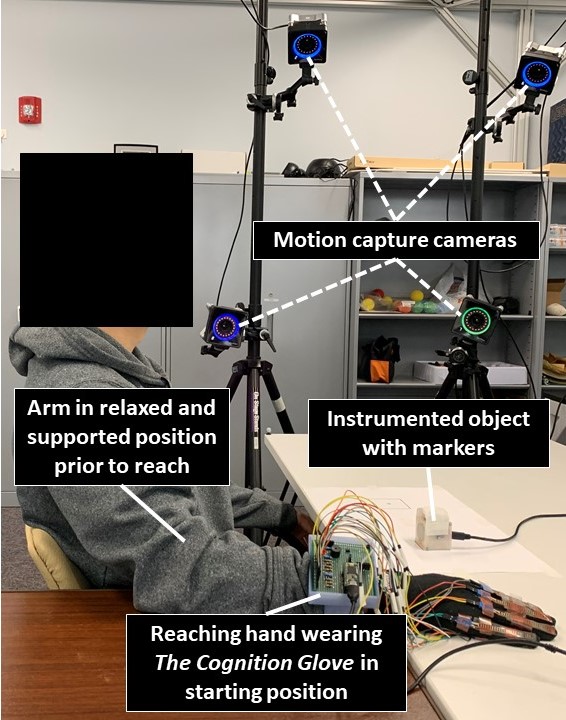 Motion capture cameras
Arm in relaxed and
supported position
prior to reach
Instrumented object
with markers
Reaching hand wearing
The Cognition Glove in
starting position